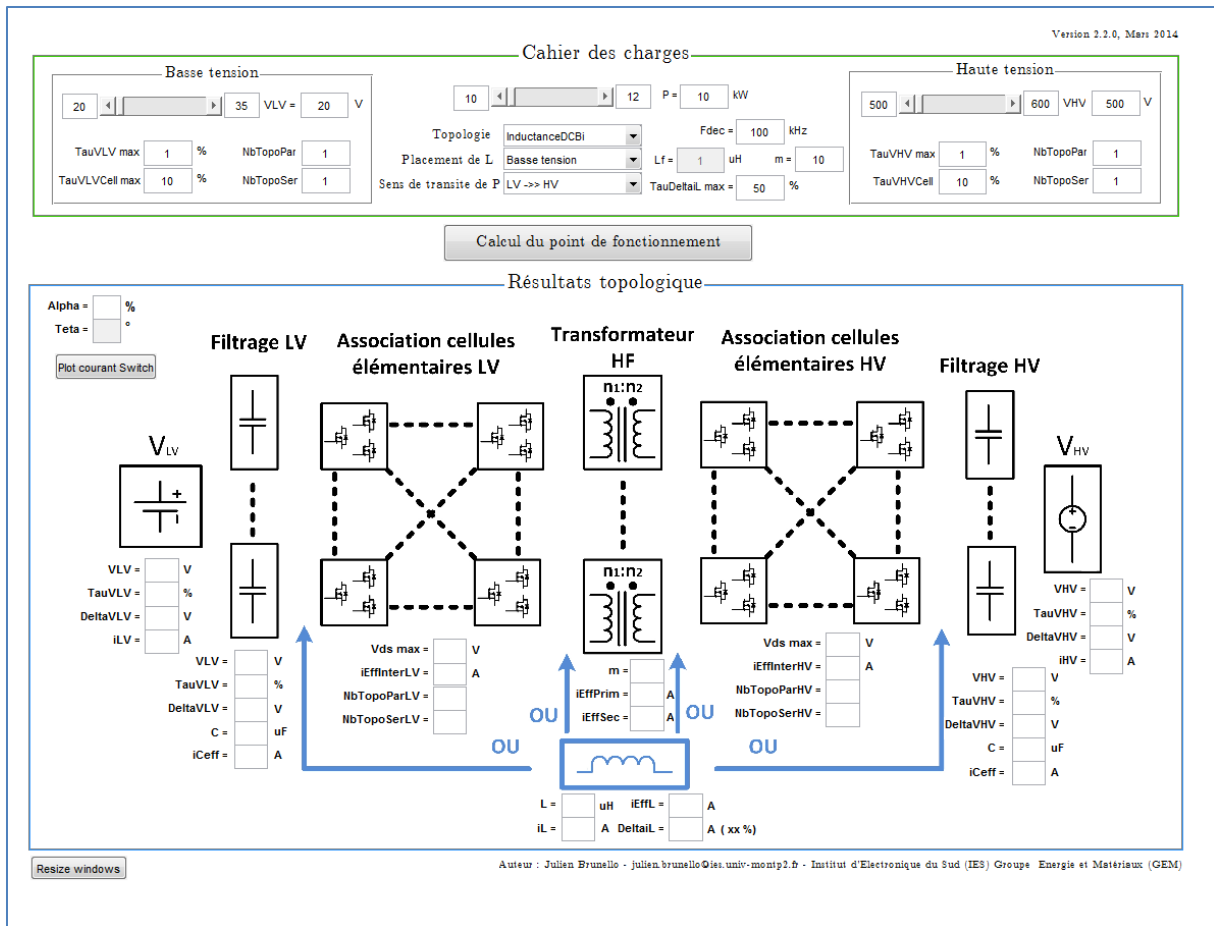 Version 2.2.0, Mars 2014
Cahier des charges
Basse tension
20 35 VLV = 20 V
TauVLV max 1 % NbTopoPar 1
TauVLVCell max 10 % NbTopoSer 1
10 12 P = 10 kW
Topologie InductanceDCBi Fdec = 100 kHz
Placement de L Basse tension Lf = 1 uH m = 10
Sens de transite de P LV ->> HV TauDeltaiL max = 50 %
Haute tension
500 600 VHV 500 V
TauVHV max 1 % NbTopoPar 1
TauVHVCell 10 % NbTopoSer 1
Calcul du point de fonctionnement
Résultats topologique
Alpha = %
Teta = °
Plot courant Switch
Filtrage LV
Association cellules
élémentaires LV
Transformateur
HF
Association cellules
élémentaires HV
Filtrage HV
n1:n2
VLV
VHV
n1:n2
VLV = V
TauVLV = %
DeltaVLV = V
iLV = A
VLV = V
TauVLV = %
DeltaVLV = V
C = uF
iCeff = A
Vds max = V
iEffInterLV = A
NbTopoParLV =
NbTopoSerLV =
m =
iEffPrim = A
iEffSec = A
Vds max = V
iEffInterHV = A
NbTopoParHV =
NbTopoSerHV =
VHV = V
TauVHV = %
DeltaVHV = V
iHV = A
VHV = V
TauVHV = %
DeltaVHV = V
C = uF
iCeff = A
OU OU
OU OU
L = uH iEffL = A
iL = A DeltaiL = A ( xx %)
Resize windows
Auteur : Julien Brunello - julien.brunello@ies.univ-montp2.fr - Institut d'Electronique du Sud (IES) Groupe Energie et Matériaux (GEM)